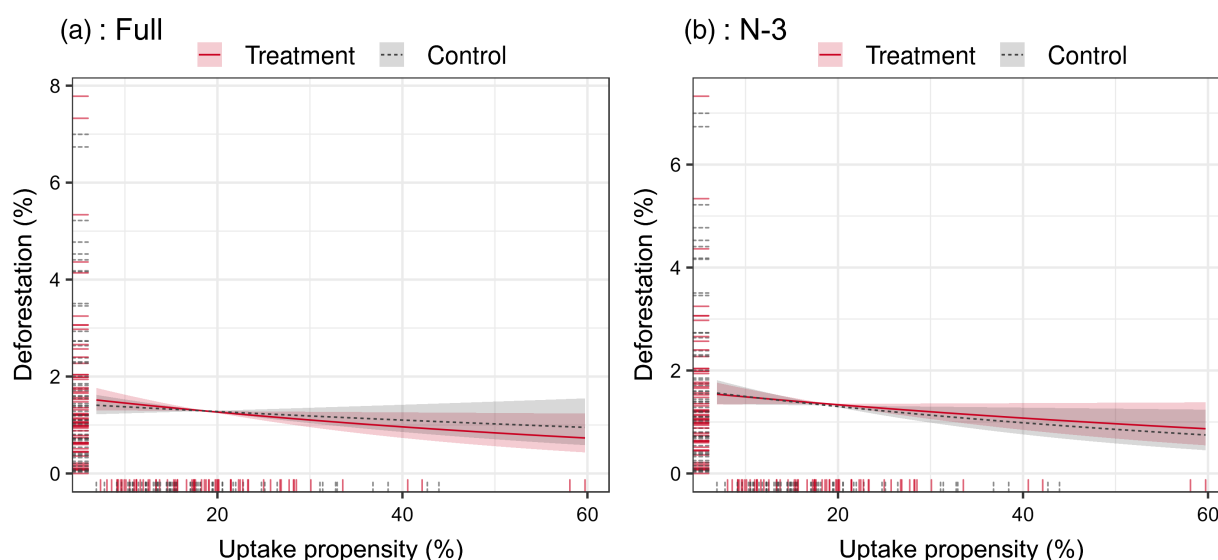 (a) : Full
Treatment Control
Deforestation (%)
8
6
4
2
0
20 40 60
Uptake propensity (%)
(b) : N-3
Treatment Control
Deforestation (%)
6
4
2
0
20 40 60
Uptake propensity (%)